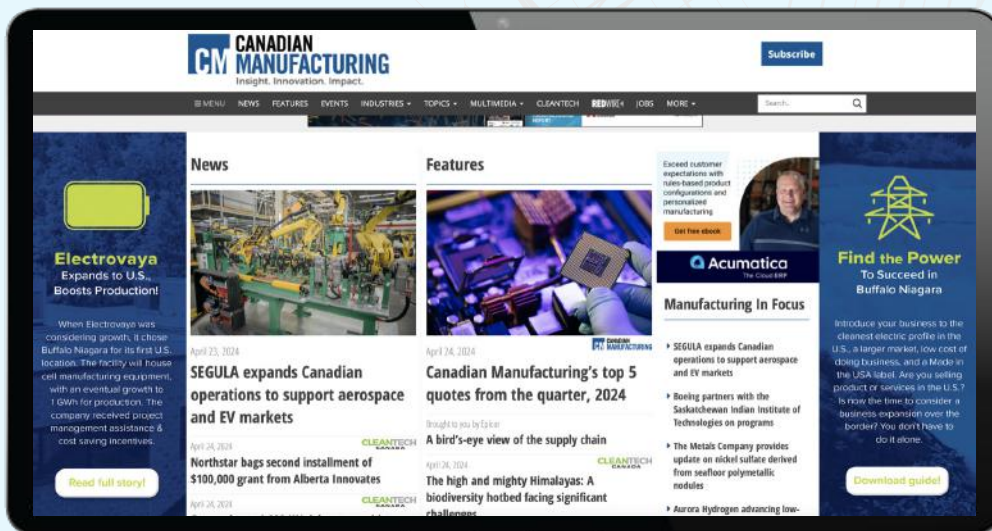 CM CANADIAN
MANUFACTURING
Insight. Innovation. Impact.
Subscribe
MENU NEWS FEATURES EVENTS INDUSTRIES TOPICS MULTIMEDIA CLEANTECH REDWIRE JOBS MORE Search..
Electrovaya
Expands to U.S.,
Boosts Production!
When Electrovaya was
considering growth, it chose
Buffalo Niagara for its first U.S.
location. The facility will house
cell manufacturing equipment,
with an eventual growth to
1 GWh for production. The
company received project
management assistance &
cost saving incentives.
Read full story!
News
April 23, 2024
SEGULA expands Canadian
operations to support aerospace
and EV markets
April 24, 2024
CLEANTECH
CANADA
Northstar bags second installment of
$100,000 grant from Alberta Innovates
April 24, 2024
CLEANTECH
CANADA
Features
CM CANADIAN
MANUFACTURING
April 24, 2024
Canadian Manufacturing's top 5
quotes from the quarter, 2024
Brought to you by Epicor
A bird's-eye view of the supply chain
April 24, 2024
CLEANTECH
CANADA
The high and mighty Himalayas: A
biodiversity hotbed facing significant
challenges
Exceed customer
expectations with
rules-based product
configurations and
personalized
manufacturing
Get free ebook
Acumatica
The Cloud ERP
Manufacturing In Focus
SEGULA expands Canadian
operations to support aerospace
and EV markets
Boeing partners with the
Saskatchewan Indian Institute of
Technologies on programs
The Metals Company provides
update on nickel sulfate derived
from seafloor polymetallic
nodules
Aurora Hydrogen advancing low-
Find the Power
To Succeed in
Buffalo Niagara
Introduce your business to the
cleanest electric profile in the
U.S., a larger market, low cost of
doing business, and a Made in
the USA label. Are you selling
product or services in the U.S.?
Is now the time to consider a
business expansion over the
border? You don't have to
do it alone.
Download guide!